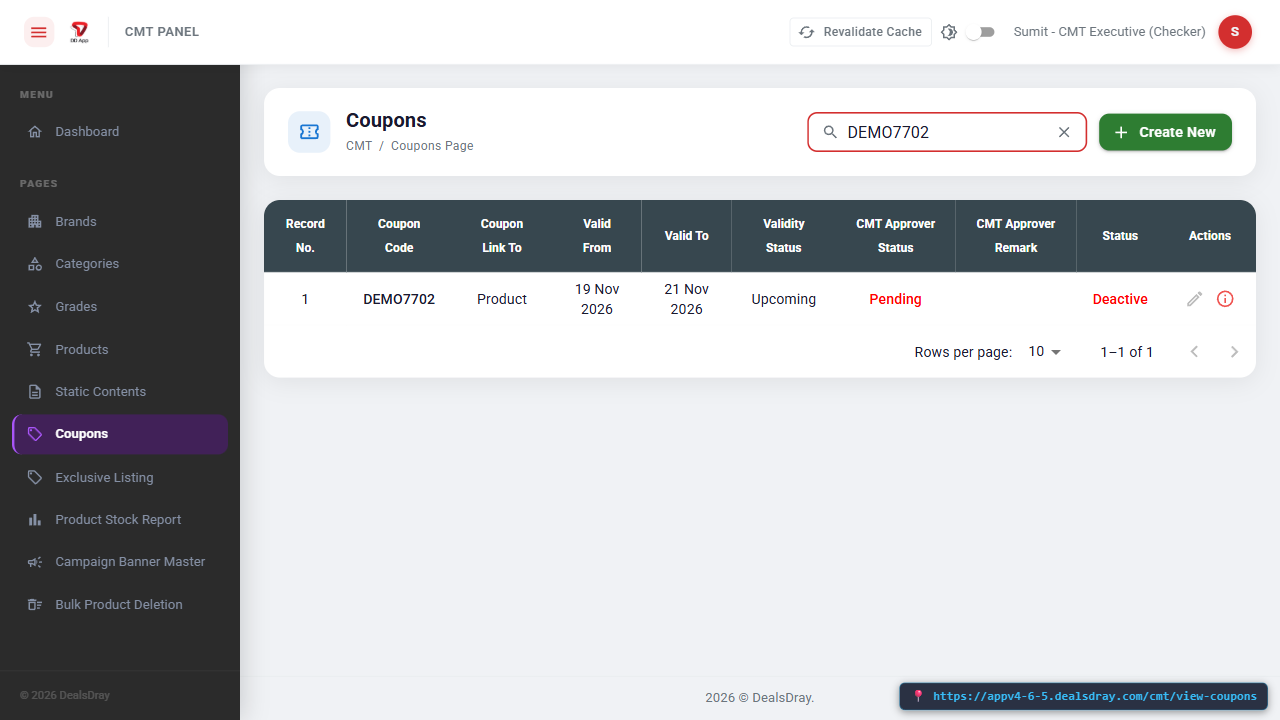 DD App
CMT PANEL
Revalidate Cache
Sumit - CMT Executive (Checker)
S
MENU
Dashboard
PAGES
Brands
Categories
Grades
Products
Static Contents
Coupons
Exclusive Listing
Product Stock Report
Campaign Banner Master
Bulk Product Deletion
© 2026 DealsDray
Coupons
CMT / Coupons Page
DEMO7702
Create New
Record No.
Coupon Code
Coupon Link To
Valid From
Valid To
Validity Status
CMT Approver Status
CMT Approver Remark
Status
Actions
1
DEMO7702
Product
19 Nov 2026
21 Nov 2026
Upcoming
Pending
Deactive
Rows per page: 10
1–1 of 1
2026 © DealsDray.
https://appv4-6-5.dealsdray.com/cmt/view-coupons